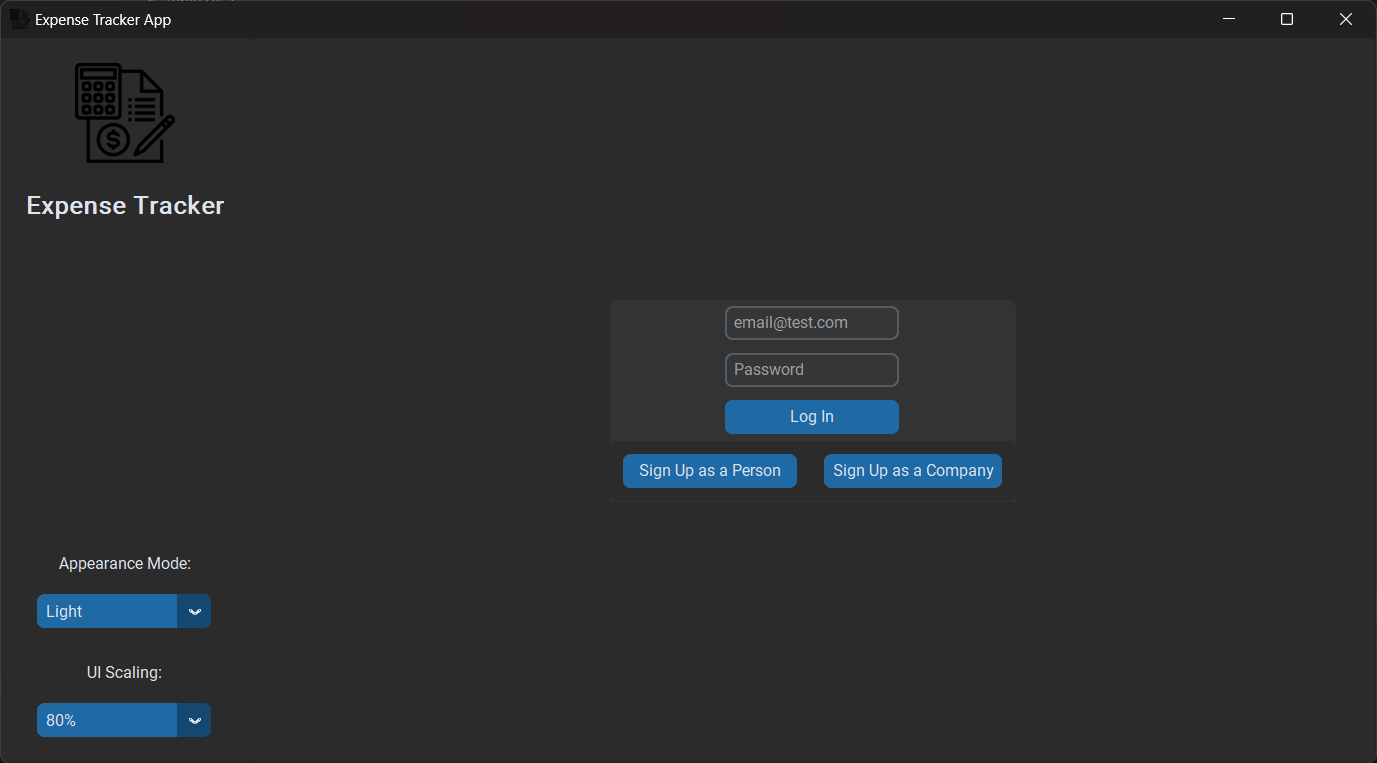 Expense Tracker App
$
Expense Tracker
email@test.com
Password
Log In
Sign Up as a Person
Sign Up as a Company
Appearance Mode:
Light
UI Scaling:
80%